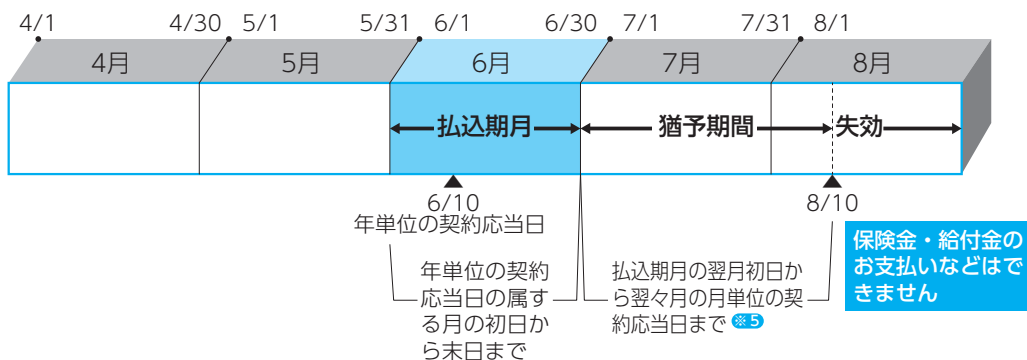 4/1 4/30 5/1 5/31 6/1 6/30 7/1 7/31 8/1
4月 5月 6月 7月 8月
払込期月 猶予期間 失効
6/10 8/10
年単位の契約応当日
年単位の契約
応当日の属す
る月の初日か
ら末日まで
払込期月の翌月初日か
ら翌々月の月単位の契
約応当日まで ※5
保険金・給付金の
お支払いなどはで
きません